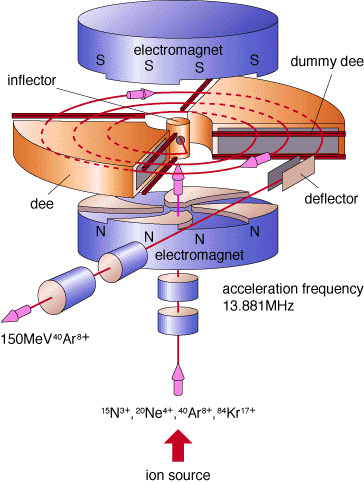 electromagnet
S S S S
inflector
dummy dee
dee
deflector
N N N N
electromagnet
acceleration frequency
13.881MHz
150MeV⁴⁰Ar⁸⁺
¹⁵N³⁺, ²⁰Ne⁴⁺, ⁴⁰Ar⁸⁺, ⁸⁴Kr¹⁷⁺
ion source